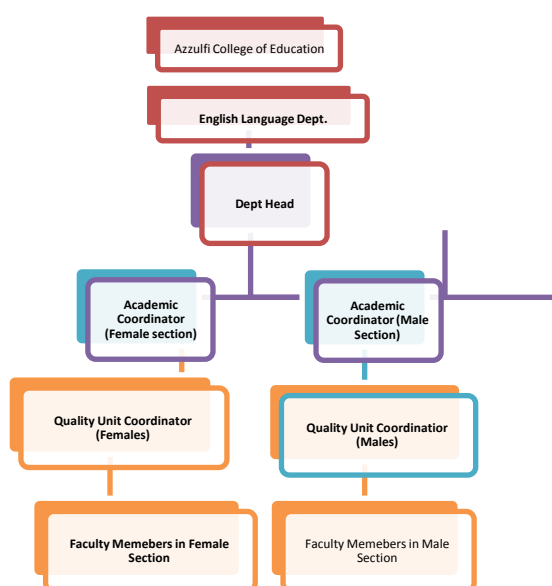 Azzulfi College of Education
English Language Dept.
Dept Head
Academic
Coordinator
(Female section)
Academic
Coordinator (Male
Section)
Quality Unit Coordinator
(Females)
Quality Unit Coordinatior
(Males)
Faculty Memebers in Female
Section
Faculty Memebers in Male
Section